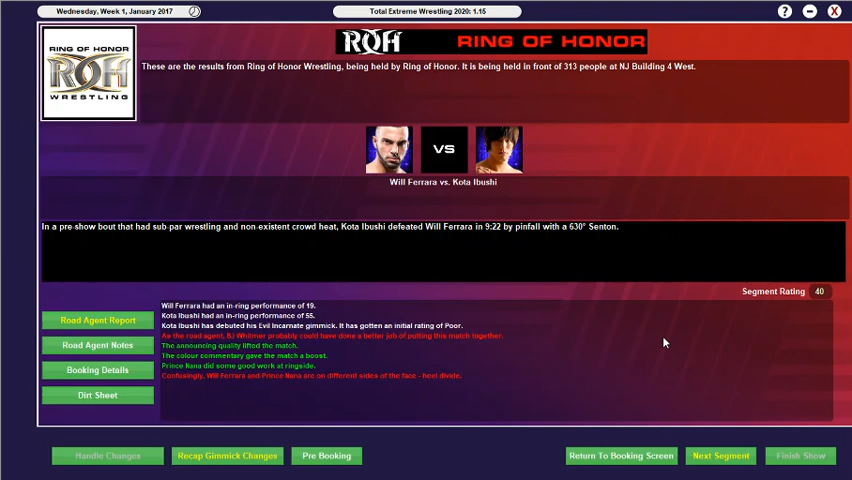 Wednesday, Week 1, January 2017
Total Extreme Wrestling 2020: 1.15
?
X
RING OF HONOR
ROH
WRESTLING
ROH RING OF HONOR
These are the results from Ring of Honor Wrestling, being held by Ring of Honor. It is being held in front of 313 people at NJ Building 4 West.
VS
Will Ferrara vs. Kota Ibushi
In a pre-show bout that had sub-par wrestling and non-existent crowd heat, Kota Ibushi defeated Will Ferrara in 9:22 by pinfall with a 630° Senton.
Segment Rating 40
Road Agent Report
Road Agent Notes
Booking Details
Dirt Sheet
Will Ferrara had an in-ring performance of 19.
Kota Ibushi had an in-ring performance of 55.
Kota Ibushi has debuted his Evil Incarnate gimmick. It has gotten an initial rating of Poor.
As the road agent, BJ Whitmer probably could have done a better job of putting this match together.
The announcing quality lifted the match.
The colour commentary gave the match a boost.
Prince Nana did some good work at ringside.
Confusingly, Will Ferrara and Prince Nana are on different sides of the face - heel divide.
Handle Changes
Recap Gimmick Changes
Pre Booking
Return To Booking Screen
Next Segment
Finish Show